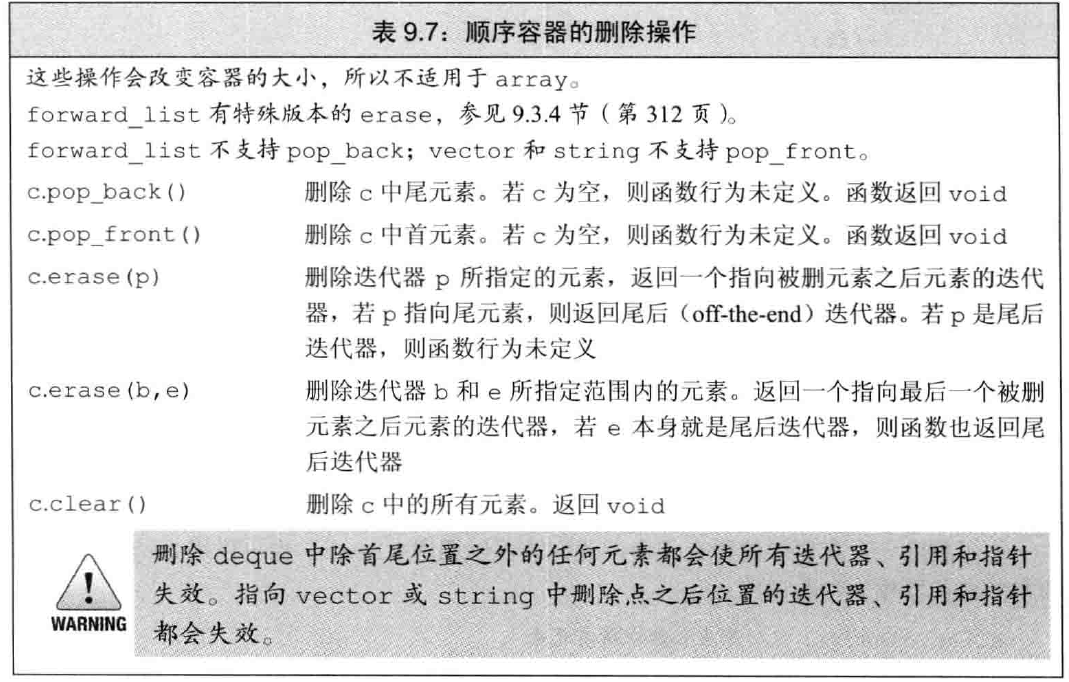 表 9.7：顺序容器的删除操作
这些操作会改变容器的大小，所以不适用于 array。
forward_list 有特殊版本的 erase，参见 9.3.4 节（第 312 页）。
forward_list 不支持 pop_back；vector 和 string 不支持 pop_front。
c.pop_back() 删除 c 中尾元素。若 c 为空，则函数行为未定义。函数返回 void
c.pop_front() 删除 c 中首元素。若 c 为空，则函数行为未定义。函数返回 void
c.erase(p) 删除迭代器 p 所指定的元素，返回一个指向被删元素之后元素的迭代
器，若 p 指向尾元素，则返回尾后（off-the-end）迭代器。若 p 是尾后
迭代器，则函数行为未定义
c.erase(b,e) 删除迭代器 b 和 e 所指定范围内的元素。返回一个指向最后一个被删
元素之后元素的迭代器，若 e 本身就是尾后迭代器，则函数也返回尾
后迭代器
c.clear() 删除 c 中的所有元素。返回 void
删除 deque 中除首尾位置之外的任何元素都会使所有迭代器、引用和指针
失效。指向 vector 或 string 中删除点之后位置的迭代器、引用和指针
都会失效。
WARNING